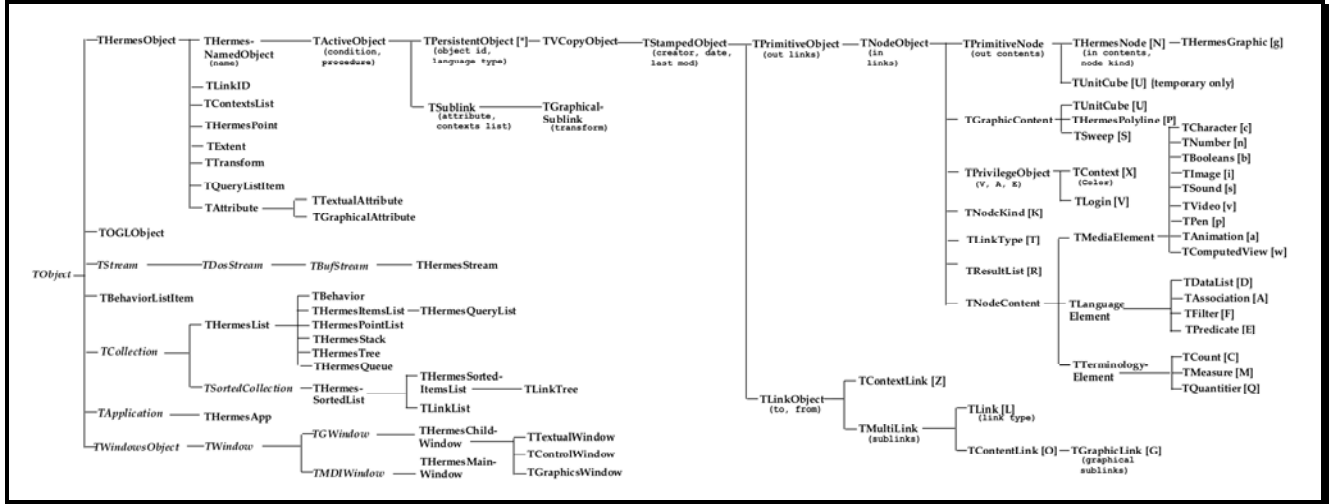 THermesObject
THermes-
NamedObject
(name)
TActiveObject
(condition,
procedure)
TPersistentObject [*]
(object id,
language type)
TVCopyObject
TStampedObject
(creator, date,
last mod)
TPrimitiveObject
(out links)
TNodeObject
(in
links)
TPrimitiveNode
(out contents)
THermesNode [N]
(in contents,
node kind)
THermesGraphic [g]
TUnitCube [U] (temporary only)
TLinkID
TContextsList
THermesPoint
TExtent
TTransform
TQueryListItem
TAttribute
TTextualAttribute
TGraphicalAttribute
TSublink
(attribute,
contexts list)
TGraphical-
Sublink
(transform)
TGraphicContent
TUnitCube [U]
THermesPolyline [P]
TSweep [S]
TPrivilegeObject
(V, A, E)
TContext [X]
(Color)
TLogin [V]
TNodeKind [K]
TLinkType [T]
TResultList [R]
TNodeContent
TMediaElement
TCharacter [c]
TNumber [n]
TBooleans [b]
TImage [i]
TSound [s]
TVideo [v]
TPen [p]
TAnimation [a]
TComputedView [w]
TLanguage
Element
TDataList [D]
TAssociation [A]
TFilter [F]
TPredicate [E]
TTerminology-
Element
TCount [C]
TMeasure [M]
TQuantifier [Q]
TObject
TOGLObject
TStream
TDosStream
TBufStream
THermesStream
TBehaviorListItem
TCollection
THermesList
TBehavior
THermesItemsList
THermesQueryList
THermesPointList
THermesStack
THermesTree
THermesQueue
TSortedCollection
THermes-
SortedList
THermesSorted-
ItemsList
TLinkTree
TLinkList
TApplication
THermesApp
TWindowsObject
TWindow
TGWindow
THermesChild-
Window
TTextualWindow
TControlWindow
TGraphicsWindow
TMDIWindow
THermesMain-
Window
TLinkObject
(to, from)
TContextLink [Z]
TMultiLink
(sublinks)
TLink [L]
(link type)
TContentLink [O]
TGraphicLink [G]
(graphical
sublinks)